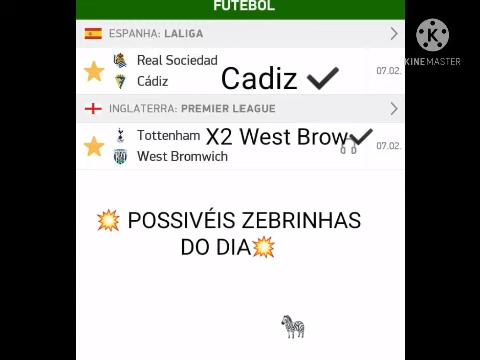 FUTEBOL
ESPANHA: LALIGA
Real Sociedad
Cádiz
Cadiz
07.02.
INGLATERRA: PREMIER LEAGUE
Tottenham X2 West Brow
West Bromwich
07.02.
POSSIVÉIS ZEBRINHAS
DO DIA
KINEMASTER